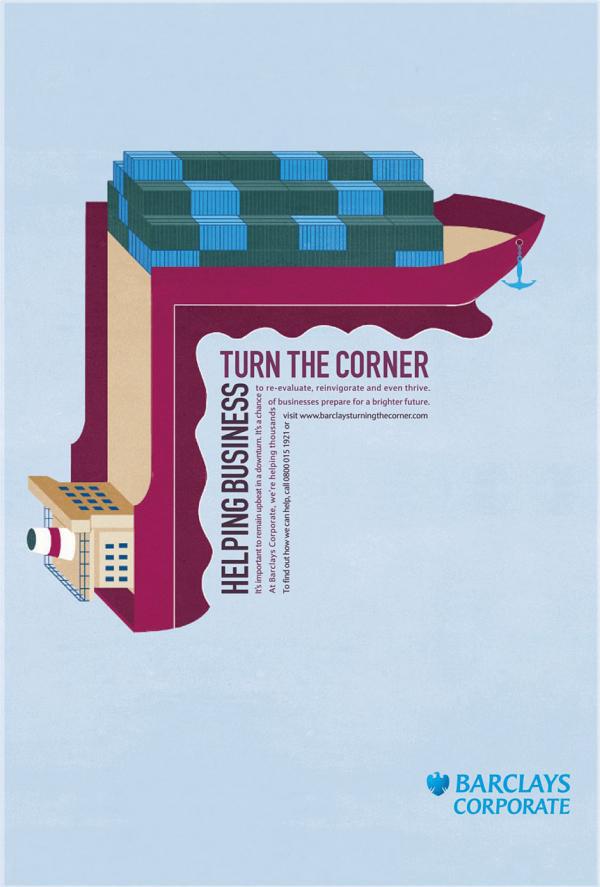 HELPING BUSINESS TURN THE CORNER
It's important to remain upbeat in a downturn. It's a chance to re-evaluate, reinvigorate and even thrive.
At Barclays Corporate, we're helping thousands of businesses prepare for a brighter future.
To find out how we can help, call 0800 015 1921 or visit www.barclaysturningthecorner.com
BARCLAYS
CORPORATE